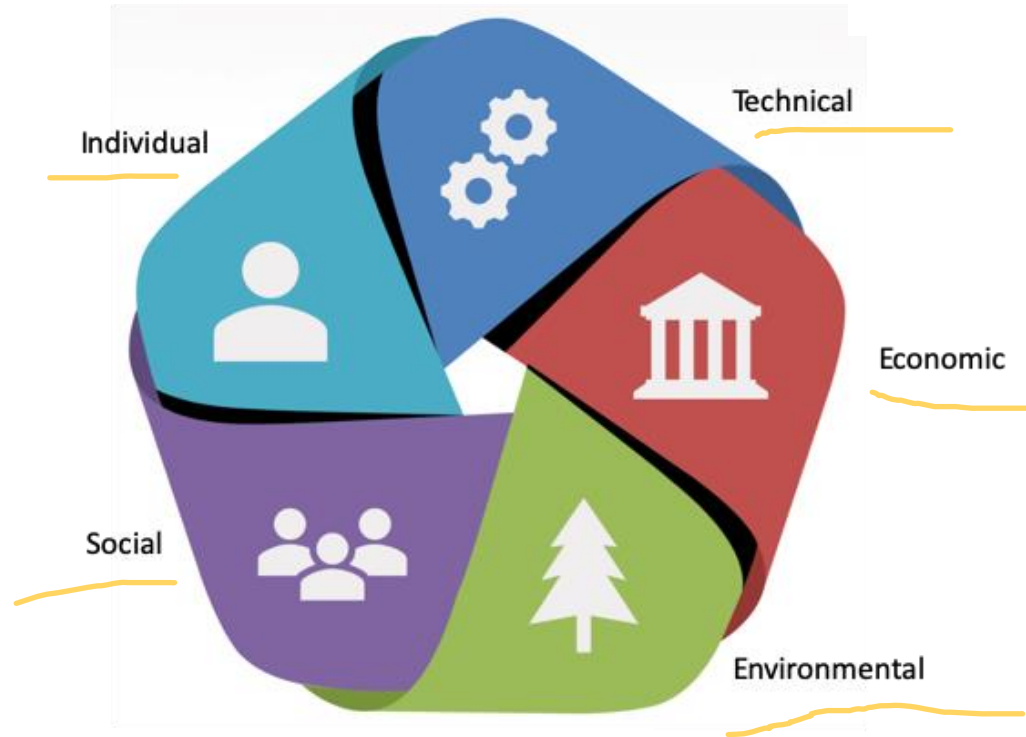 Technical
Individual
Economic
Social
Environmental